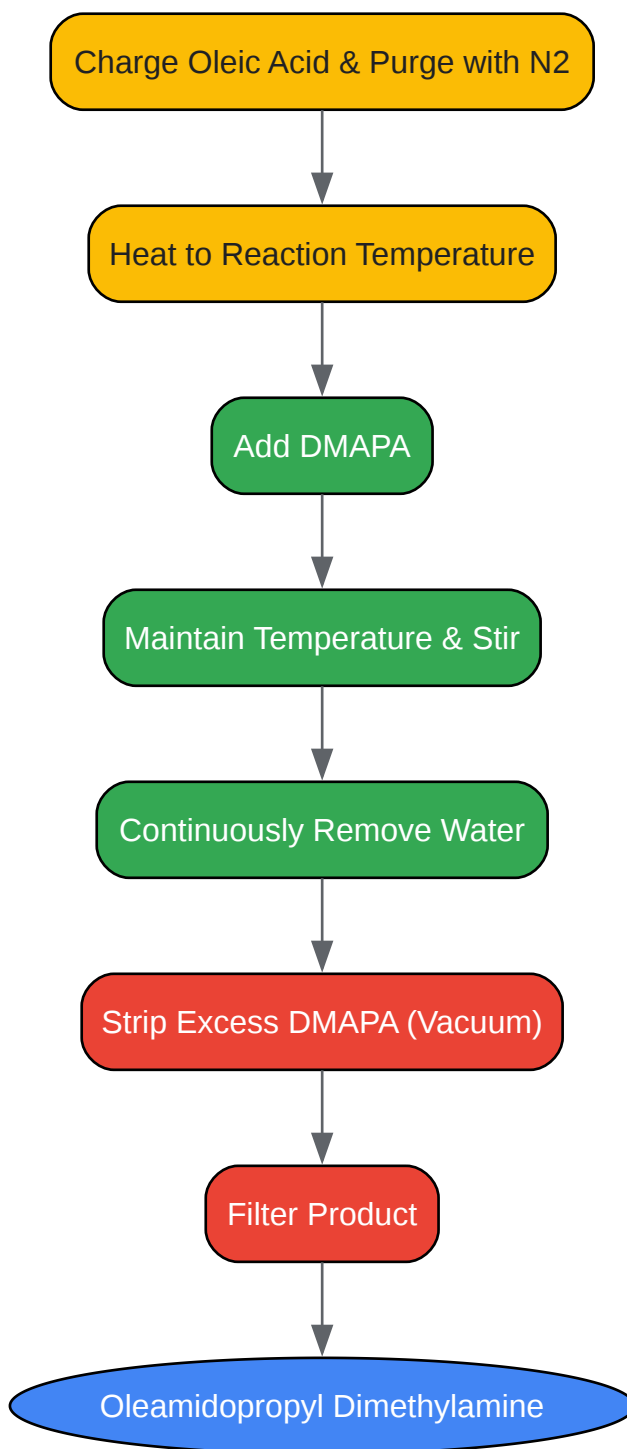 Charge Oleic Acid & Purge with N2
Heat to Reaction Temperature
Add DMAPA
Maintain Temperature & Stir
Continuously Remove Water
Strip Excess DMAPA (Vacuum)
Filter Product
Oleamidopropyl Dimethylamine